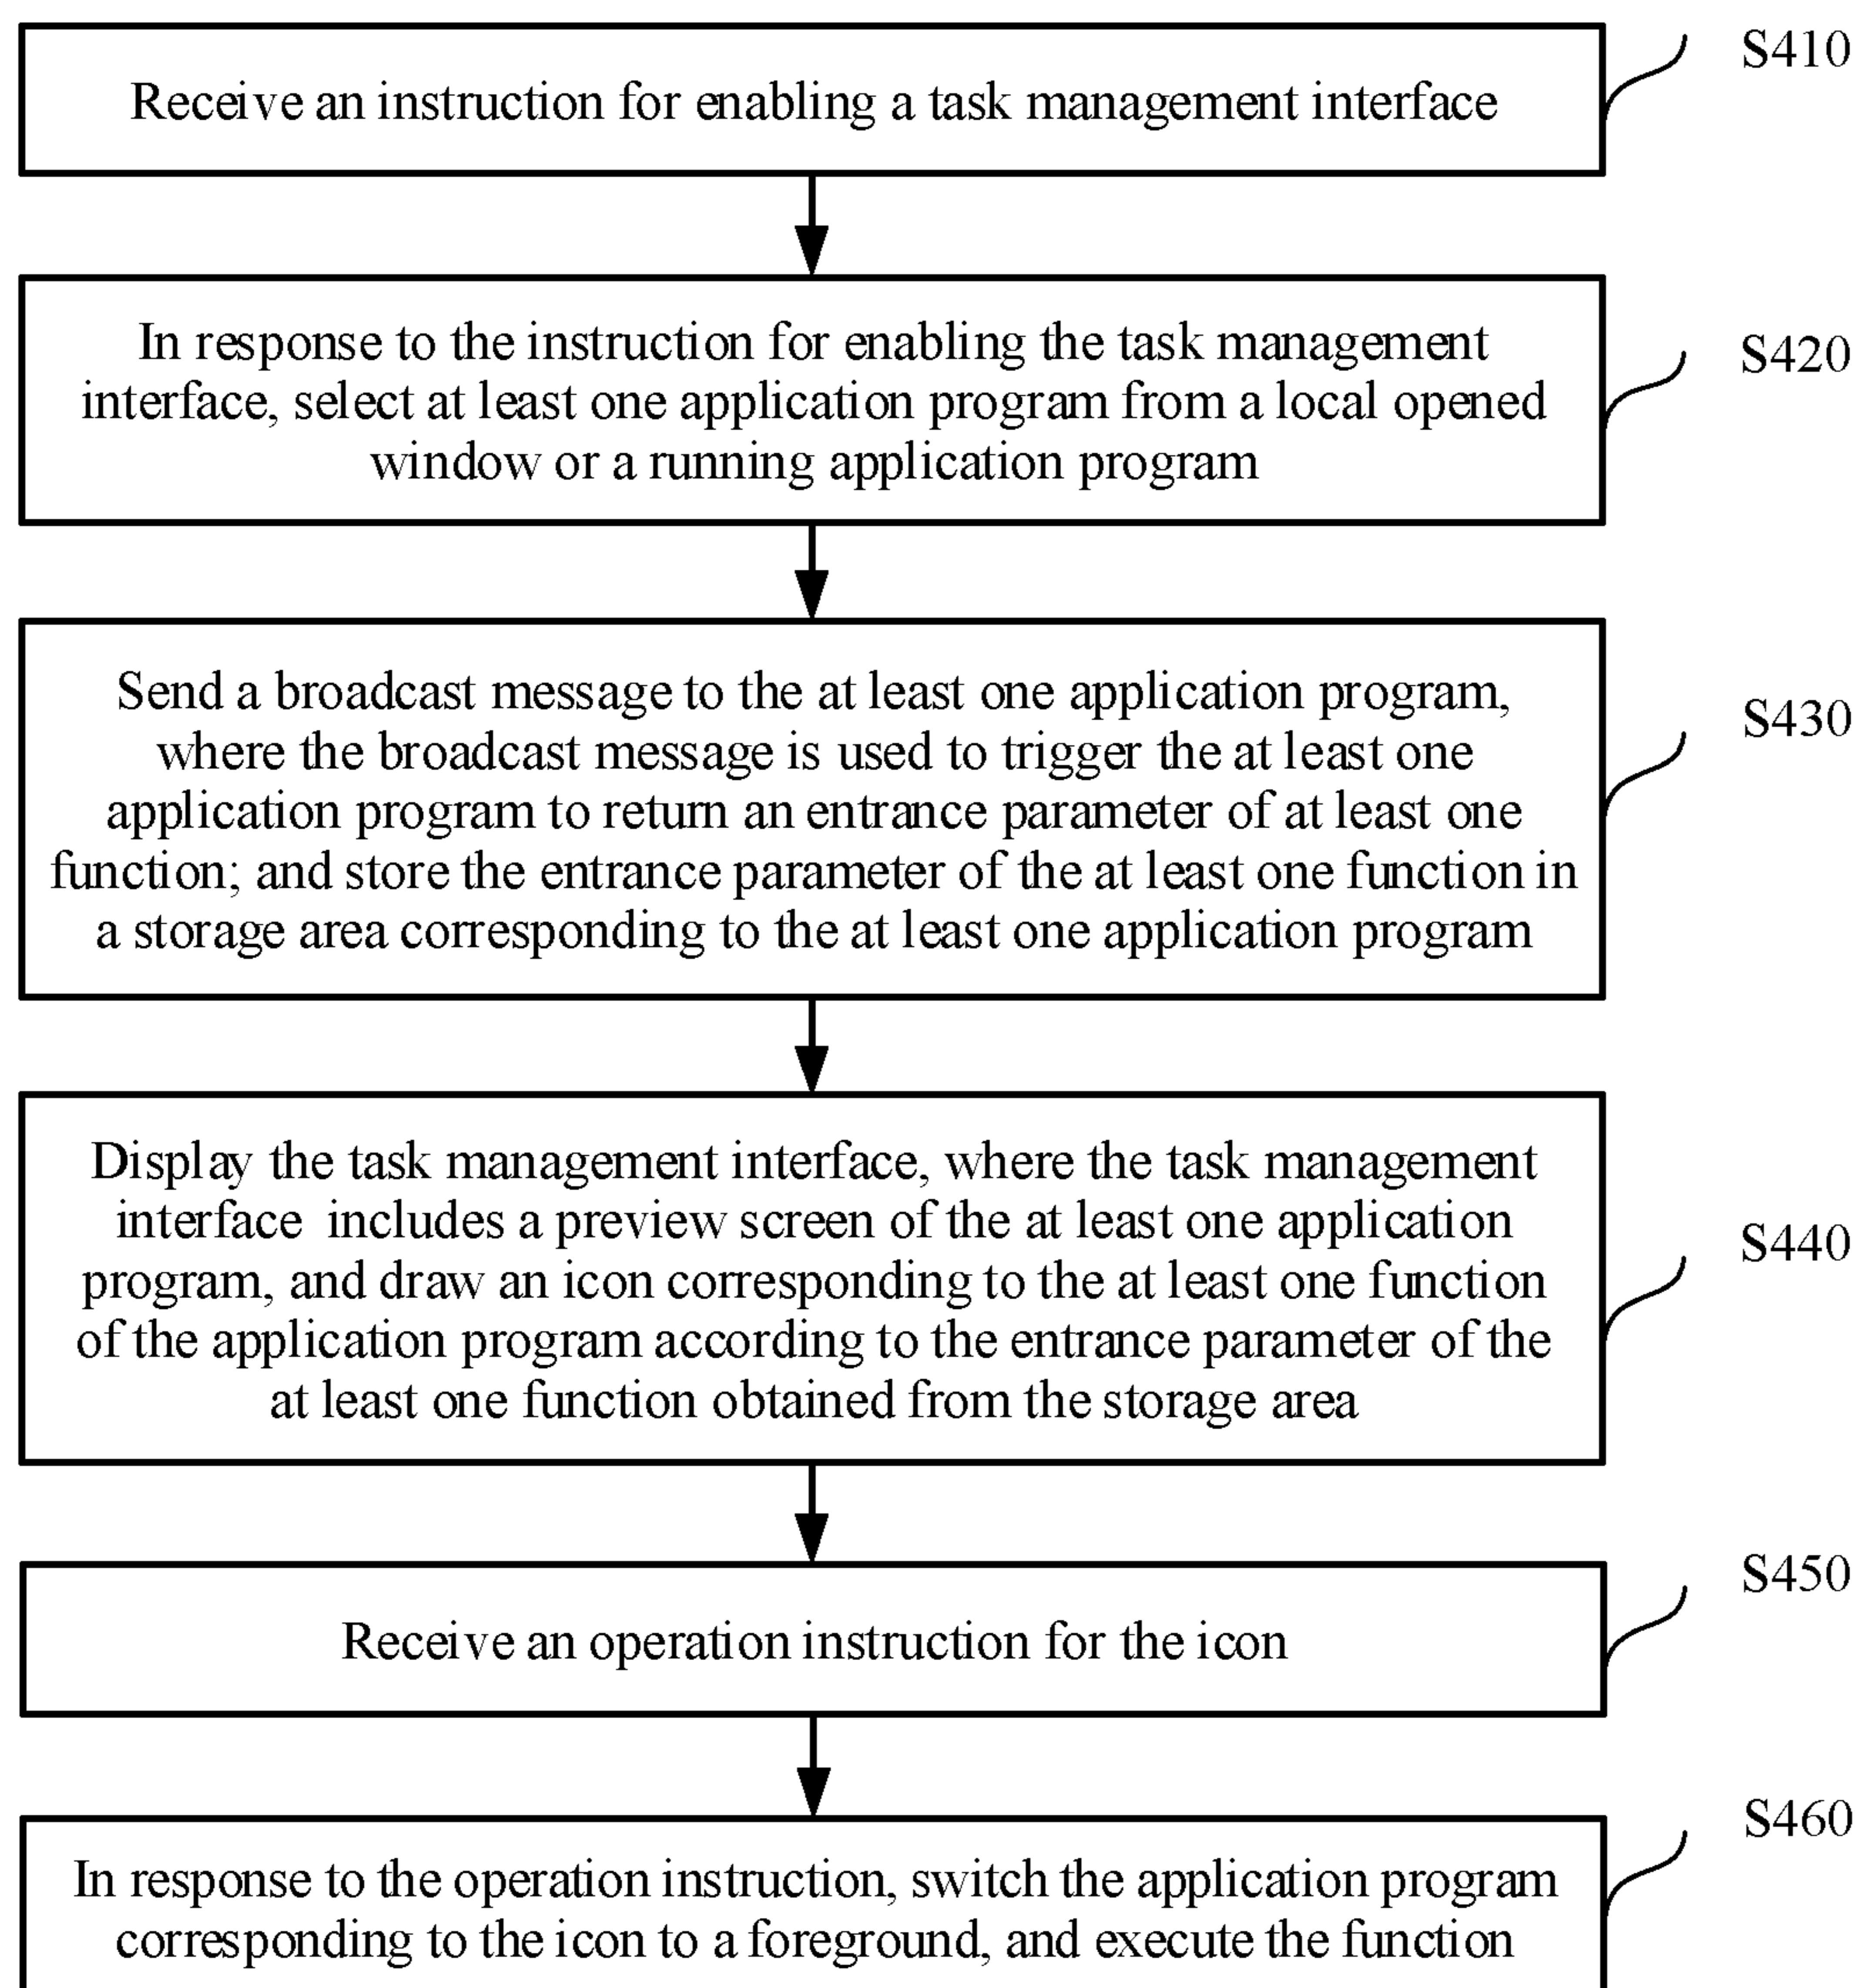 S410
Receive an instruction for enabling a task management interface
In response to the instruction for enabling the task management
interface, select at least one application program from a local opened
window or a running application program
S420
Send a broadcast message to the at least one application program,
where the broadcast message is used to trigger the at least one
application program to return an entrance parameter of at least one
function; and store the entrance parameter of the at least one function in
a storage area corresponding to the at least one application program
S430
Display the task management interface, where the task management
interface includes a preview screen of the at least one application
program, and draw an icon corresponding to the at least one function
of the application program according to the entrance parameter of the
at least one function obtained from the storage area
S440
Receive an operation instruction for the icon
S450
In response to the operation instruction, switch the application program
corresponding to the icon to a foreground, and execute the function
S460